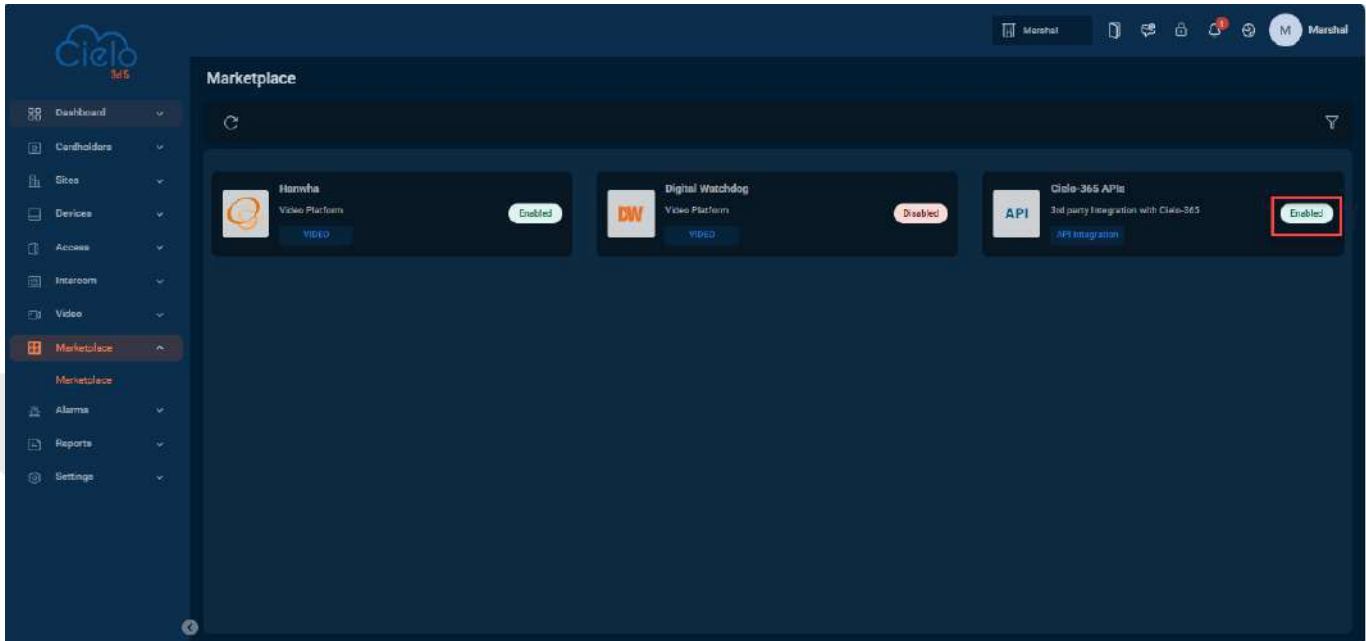 Cielo
365
Marshal
1
M
Marshal
Marketplace
Dashboard
Cardholders
Sites
Devices
Access
Intercom
Video
Marketplace
Marketplace
Alarms
Reports
Settings
Hanwha
Video Platform
VIDEO
Enabled
DW
Digital Watchdog
Video Platform
VIDEO
Disabled
API
Cielo-365 APIs
3rd party Integration with Cielo-365
API Integration
Enabled